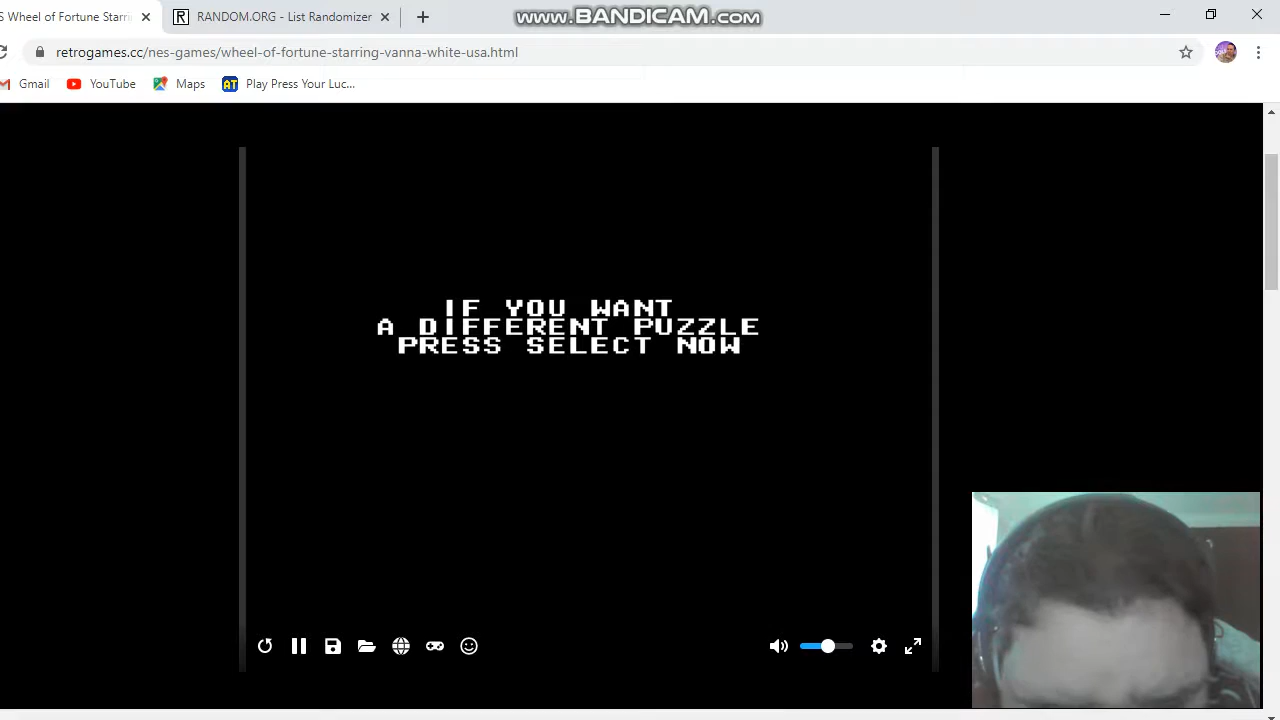 S Wheel of Fortune Starri
RANDOM.ORG - List Randomizer
www.BANDICAM.com
retrogames.cc/nes-games/wheel-of-fortune-starring-vanna-white-usa.html
Gmail
YouTube
Maps
Play Press Your Luc...
IF YOU WANT
A DIFFERENT PUZZLE
PRESS SELECT NOW